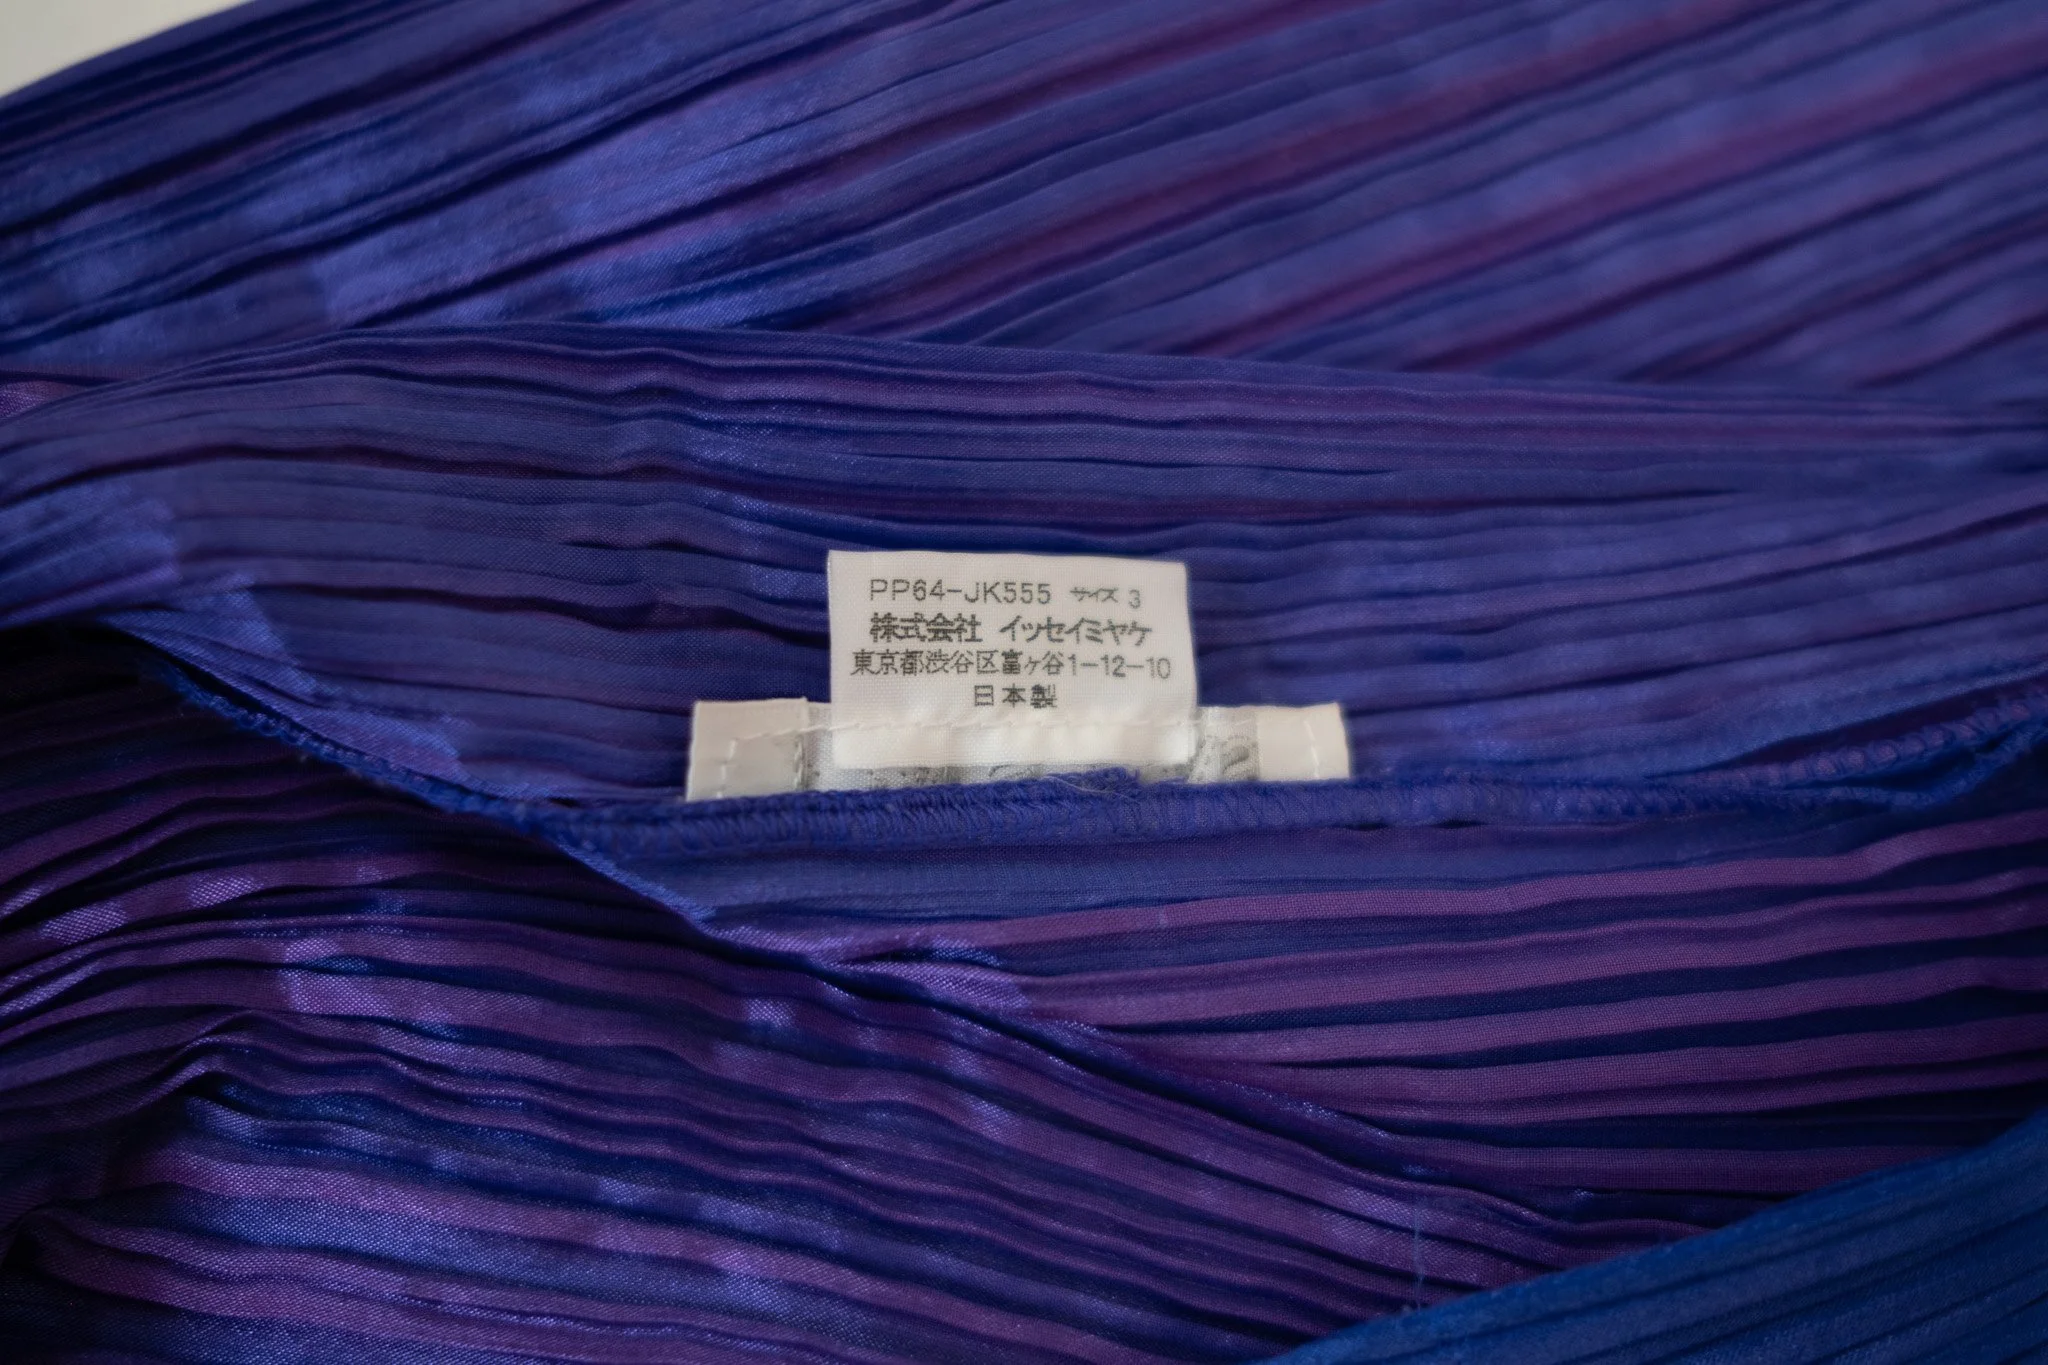 PP64-JK555 サイズ 3
株式会社 イッセイミヤケ
東京都渋谷区富ヶ谷1-12-10
日本製